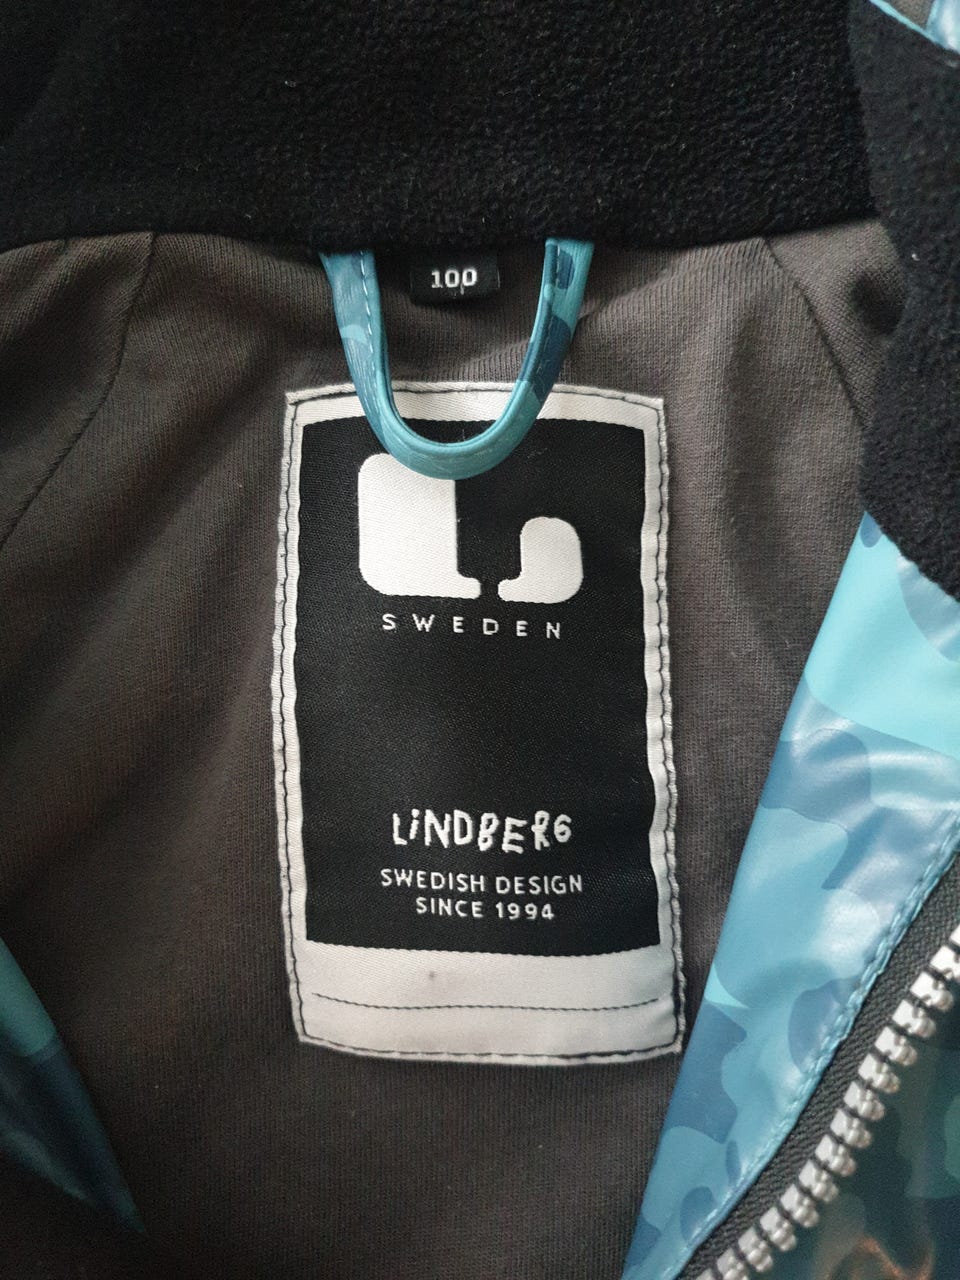 100
SWEDEN
LiNDBERG
SWEDISH DESIGN
SINCE 1994